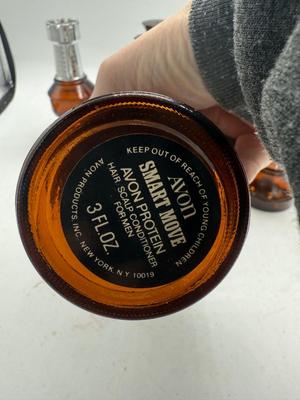 KEEP OUT OF REACH OF YOUNG CHILDREN.
AVON
SMART MOVE
AVON PROTEIN
HAIR SCALP CONDITIONER
FOR MEN
3 FL.OZ.
AVON PRODUCTS, INC. NEW YORK, N.Y. 10019